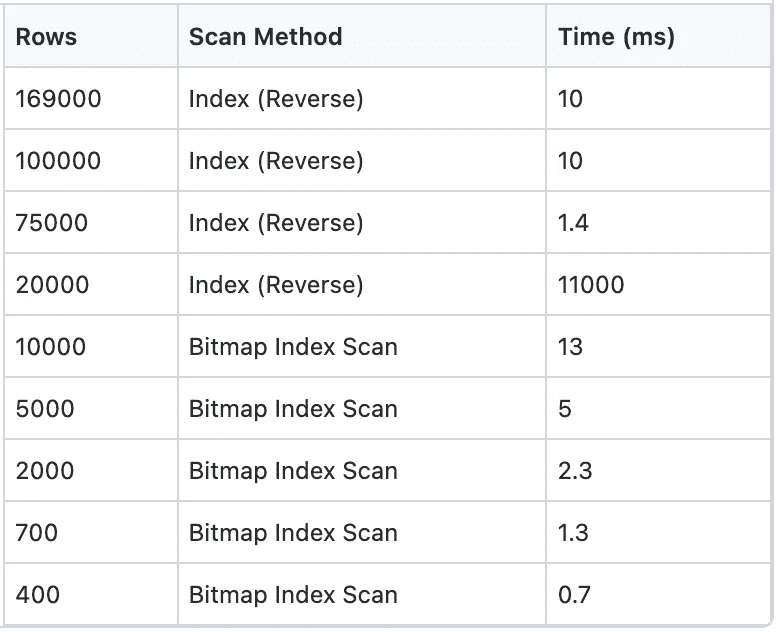 Rows Scan Method Time (ms)
169000 Index (Reverse) 10
100000 Index (Reverse) 10
75000 Index (Reverse) 1.4
20000 Index (Reverse) 11000
10000 Bitmap Index Scan 13
5000 Bitmap Index Scan 5
2000 Bitmap Index Scan 2.3
700 Bitmap Index Scan 1.3
400 Bitmap Index Scan 0.7